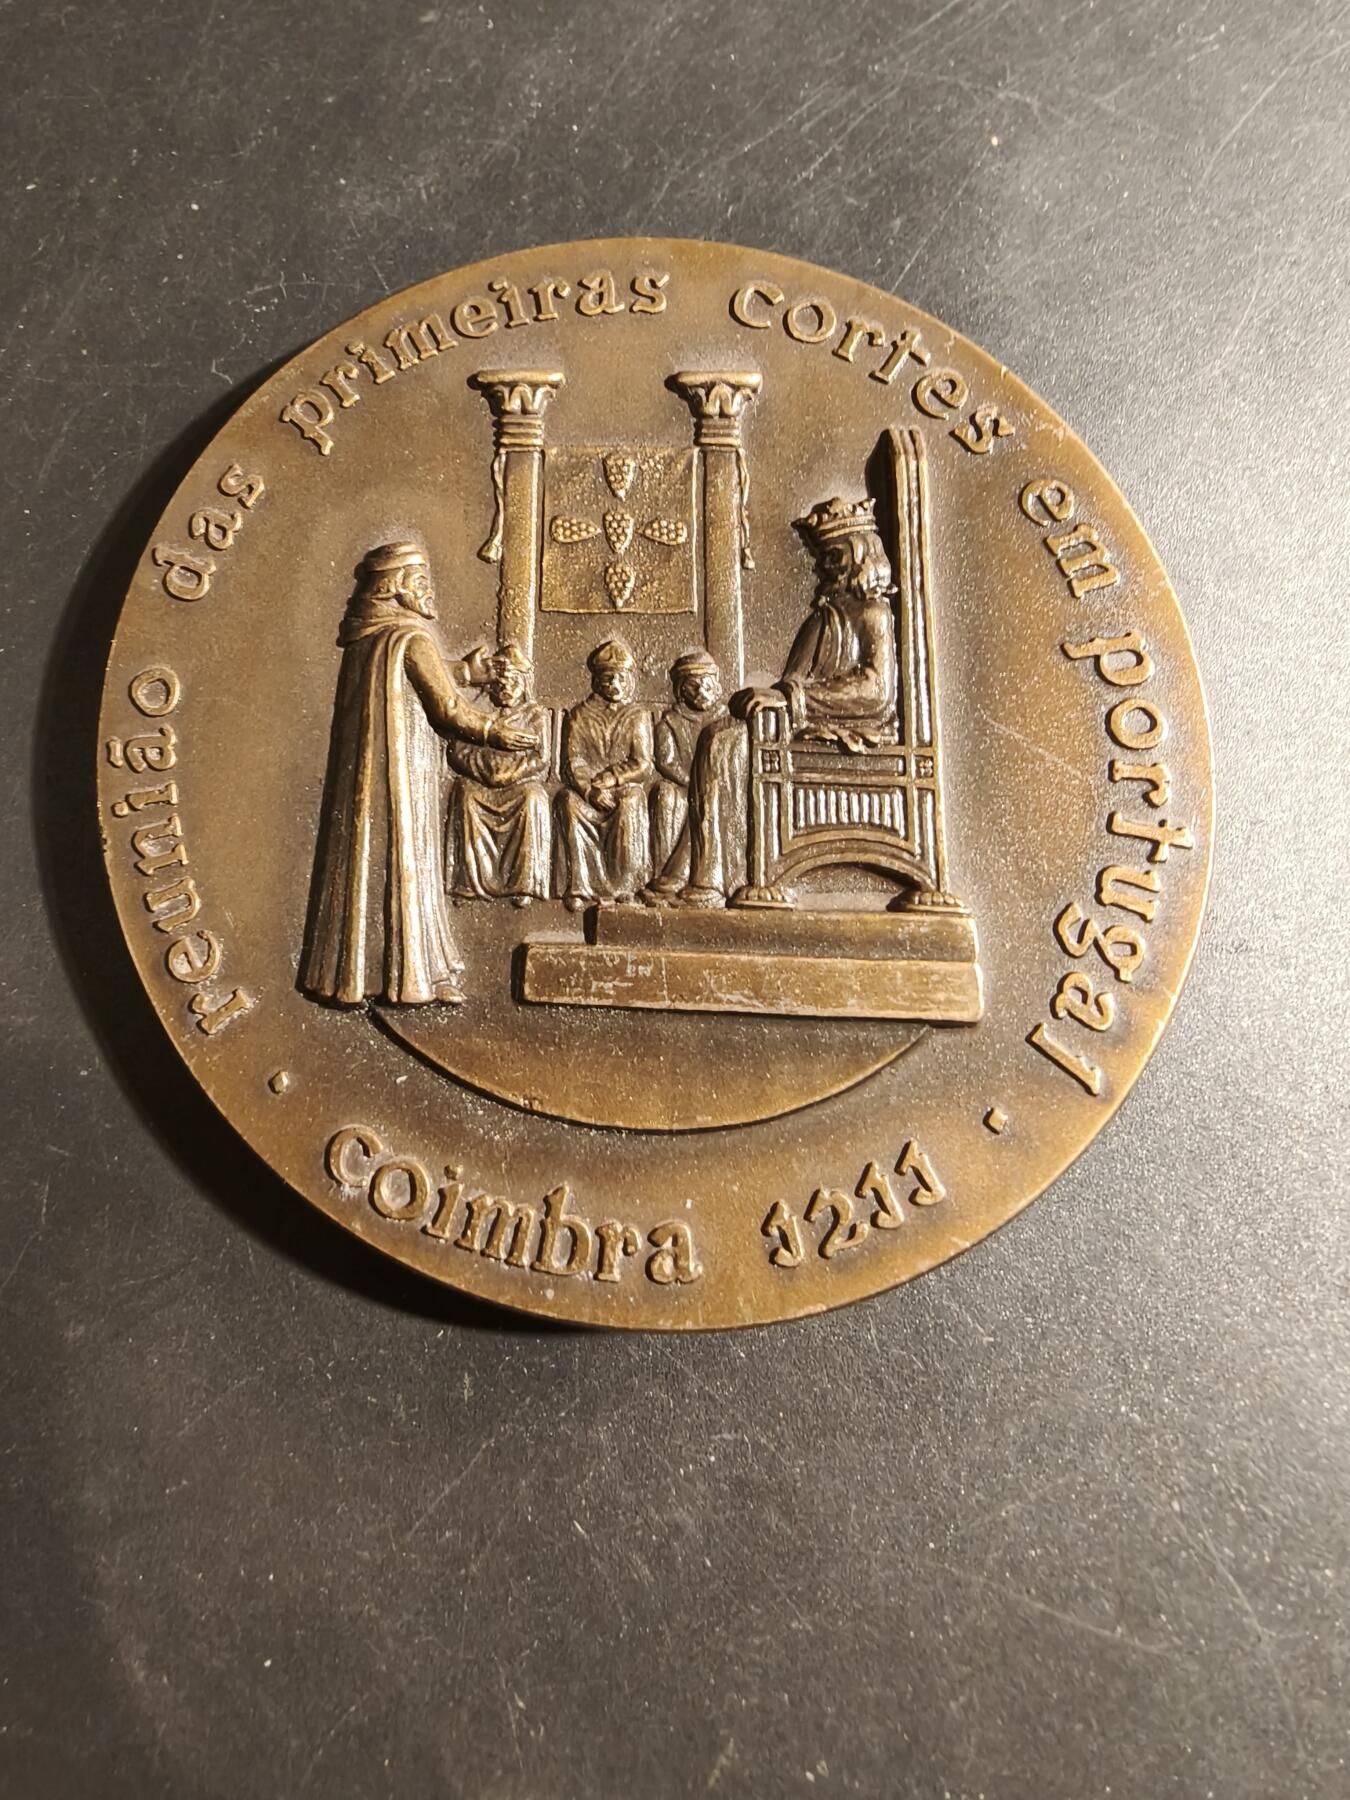 reunião das primeiras cortes em portugal
coimbra 1211